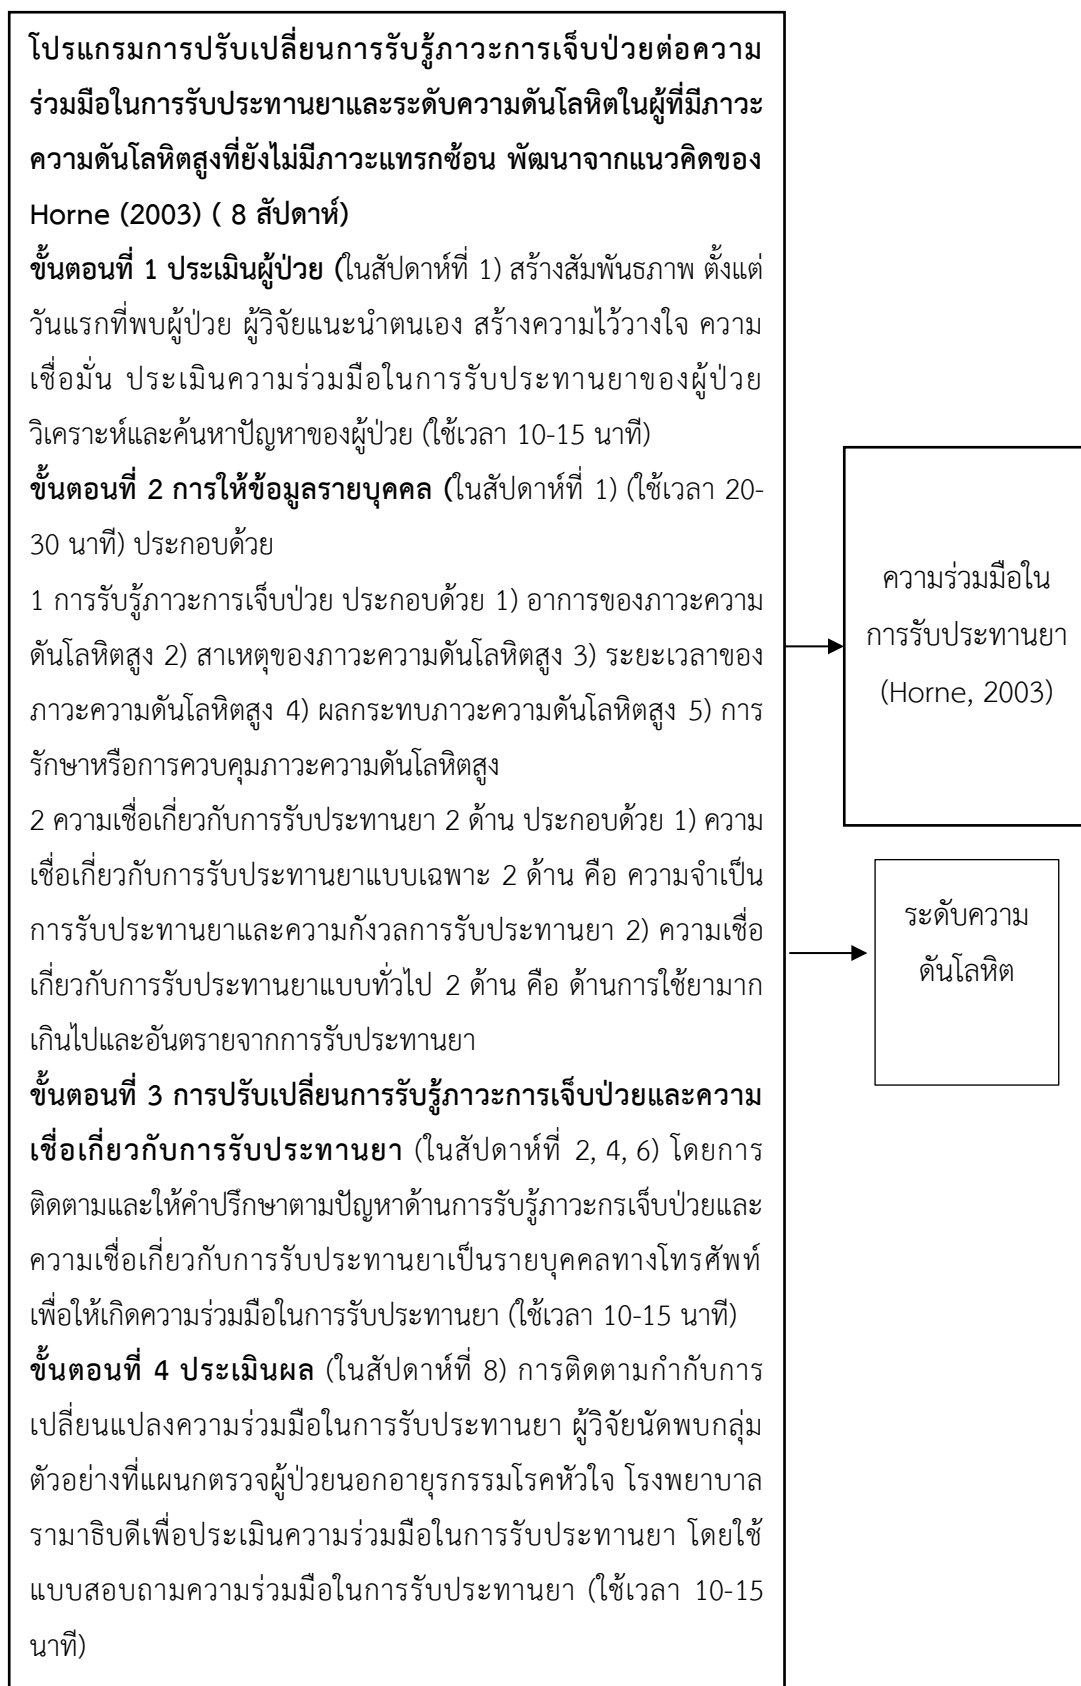 โปรแกรมการปรับเปลี่ยนการรับรู้ภาวะการเจ็บป่วยต่อความ
ร่วมมือในการรับประทานยาและระดับความดันโลหิตในผู้ที่มีภาวะ
ความดันโลหิตสูงที่ยังไม่มีภาวะแทรกซ้อน พัฒนาจากแนวคิดของ
Horne (2003) ( 8 สัปดาห์)
ขั้นตอนที่ 1 ประเมินผู้ป่วย (ในสัปดาห์ที่ 1) สร้างสัมพันธภาพ ตั้งแต่
วันแรกที่พบผู้ป่วย ผู้วิจัยแนะนำตนเอง สร้างความไว้วางใจ ความ
เชื่อมั่น ประเมินความร่วมมือในการรับประทานยาของผู้ป่วย
วิเคราะห์และค้นหาปัญหาของผู้ป่วย (ใช้เวลา 10-15 นาที)
ขั้นตอนที่ 2 การให้ข้อมูลรายบุคคล (ในสัปดาห์ที่ 1) (ใช้เวลา 20-
30 นาที) ประกอบด้วย
1 การรับรู้ภาวะการเจ็บป่วย ประกอบด้วย 1) อาการของภาวะความ
ดันโลหิตสูง 2) สาเหตุของภาวะความดันโลหิตสูง 3) ระยะเวลาของ
ภาวะความดันโลหิตสูง 4) ผลกระทบภาวะความดันโลหิตสูง 5) การ
รักษาหรือการควบคุมภาวะความดันโลหิตสูง
2 ความเชื่อเกี่ยวกับการรับประทานยา 2 ด้าน ประกอบด้วย 1) ความ
เชื่อเกี่ยวกับการรับประทานยาแบบเฉพาะ 2 ด้าน คือ ความจำเป็น
การรับประทานยาและความกังวลการรับประทานยา 2) ความเชื่อ
เกี่ยวกับการรับประทานยาแบบทั่วไป 2 ด้าน คือ ด้านการใช้ยามาก
เกินไปและอันตรายจากการรับประทานยา
ขั้นตอนที่ 3 การปรับเปลี่ยนการรับรู้ภาวะการเจ็บป่วยและความ
เชื่อเกี่ยวกับการรับประทานยา (ในสัปดาห์ที่ 2, 4, 6) โดยการ
ติดตามและให้คำปรึกษาตามปัญหาด้านการรับรู้ภาวะกรเจ็บป่วยและ
ความเชื่อเกี่ยวกับการรับประทานยาเป็นรายบุคคลทางโทรศัพท์
เพื่อให้เกิดความร่วมมือในการรับประทานยา (ใช้เวลา 10-15 นาที)
ขั้นตอนที่ 4 ประเมินผล (ในสัปดาห์ที่ 8) การติดตามกำกับการ
เปลี่ยนแปลงความร่วมมือในการรับประทานยา ผู้วิจัยนัดพบกลุ่ม
ตัวอย่างที่แผนกตรวจผู้ป่วยนอกอายุรกรรมโรคหัวใจ โรงพยาบาล
รามาธิบดีเพื่อประเมินความร่วมมือในการรับประทานยา โดยใช้
แบบสอบถามความร่วมมือในการรับประทานยา (ใช้เวลา 10-15
นาที)
ความร่วมมือใน
การรับประทานยา
(Horne, 2003)
ระดับความ
ดันโลหิต